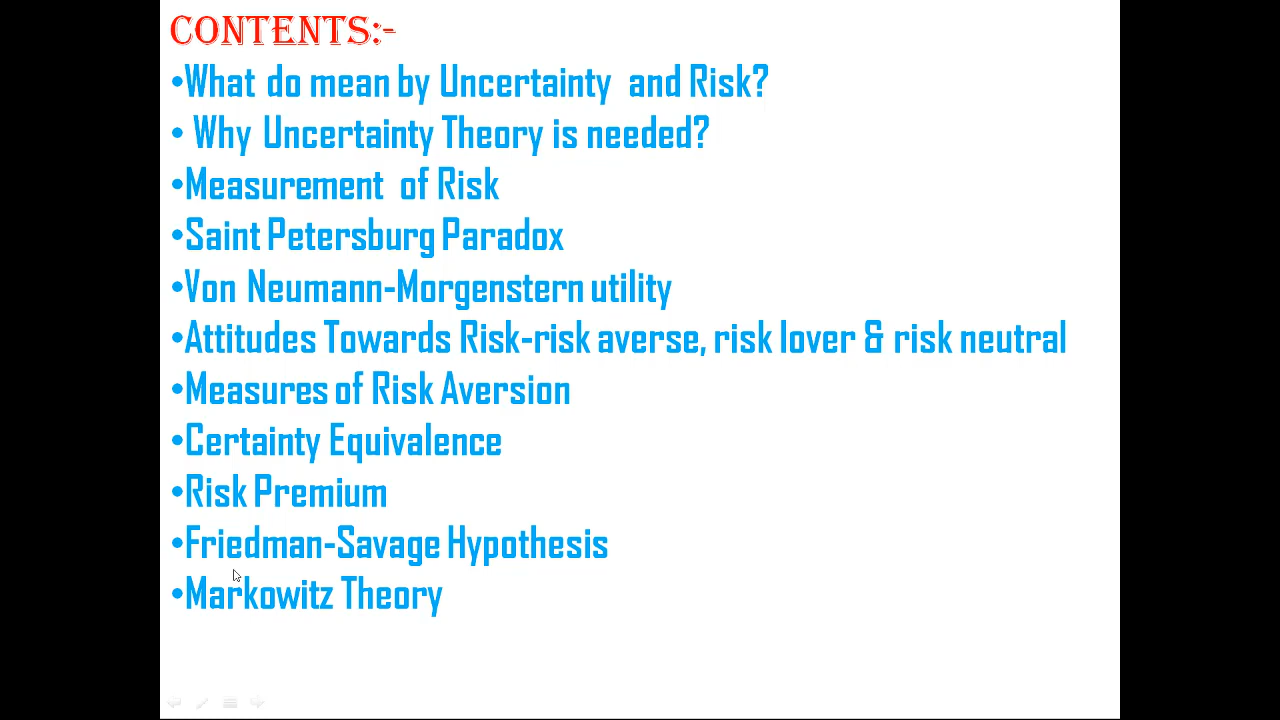 CONTENTS:-
•What do mean by Uncertainty and Risk?
• Why Uncertainty Theory is needed?
•Measurement of Risk
•Saint Petersburg Paradox
•Von Neumann-Morgenstern utility
•Attitudes Towards Risk-risk averse, risk lover & risk neutral
•Measures of Risk Aversion
•Certainty Equivalence
•Risk Premium
•Friedman-Savage Hypothesis
•Markowitz Theory